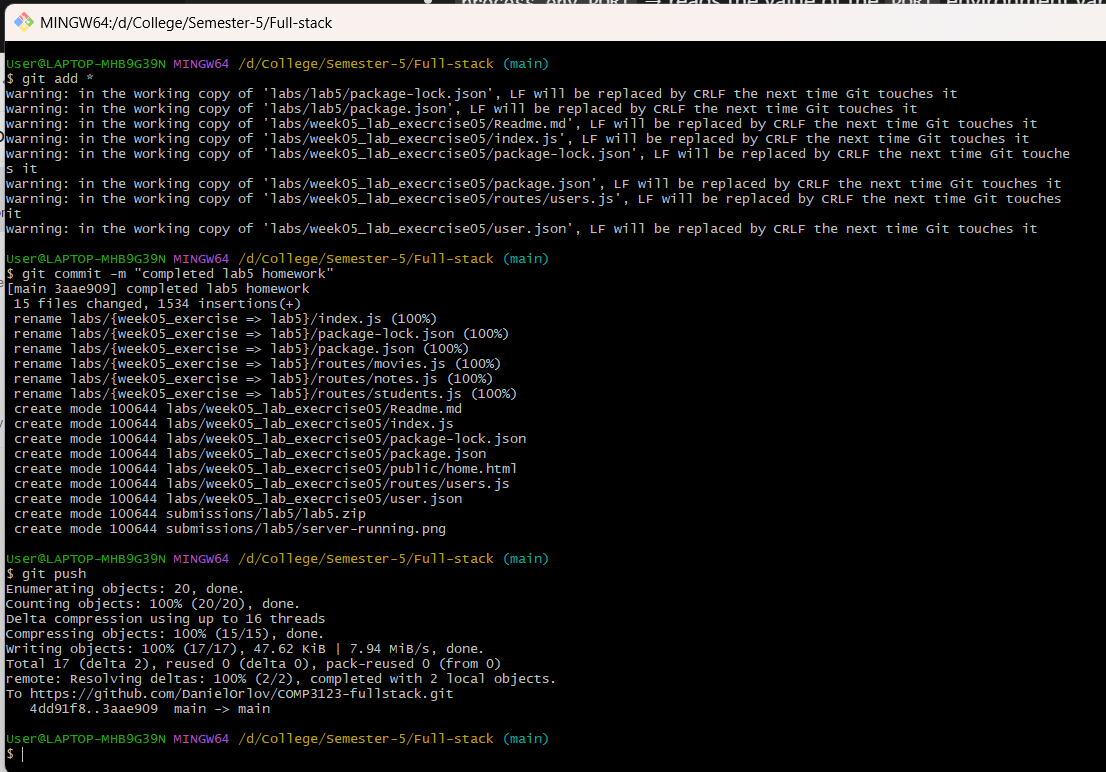 process.env.PORT → reads the value of the PORT environment var
MINGW64:/d/College/Semester-5/Full-stack
User@LAPTOP-MHB9G39N MINGW64 /d/College/Semester-5/Full-stack (main)
$ git add *
warning: in the working copy of 'labs/lab5/package-lock.json', LF will be replaced by CRLF the next time Git touches it
warning: in the working copy of 'labs/lab5/package.json', LF will be replaced by CRLF the next time Git touches it
warning: in the working copy of 'labs/week05_lab_execrcise05/Readme.md', LF will be replaced by CRLF the next time Git touches it
warning: in the working copy of 'labs/week05_lab_execrcise05/index.js', LF will be replaced by CRLF the next time Git touches it
warning: in the working copy of 'labs/week05_lab_execrcise05/package-lock.json', LF will be replaced by CRLF the next time Git touche
s it
warning: in the working copy of 'labs/week05_lab_execrcise05/package.json', LF will be replaced by CRLF the next time Git touches it
warning: in the working copy of 'labs/week05_lab_execrcise05/routes/users.js', LF will be replaced by CRLF the next time Git touches
it
warning: in the working copy of 'labs/week05_lab_execrcise05/user.json', LF will be replaced by CRLF the next time Git touches it
User@LAPTOP-MHB9G39N MINGW64 /d/College/Semester-5/Full-stack (main)
$ git commit -m "completed lab5 homework"
[main 3aae909] completed lab5 homework
15 files changed, 1534 insertions(+)
rename labs/{week05_exercise => lab5}/index.js (100%)
rename labs/{week05_exercise => lab5}/package-lock.json (100%)
rename labs/{week05_exercise => lab5}/package.json (100%)
rename labs/{week05_exercise => lab5}/routes/movies.js (100%)
rename labs/{week05_exercise => lab5}/routes/notes.js (100%)
rename labs/{week05_exercise => lab5}/routes/students.js (100%)
create mode 100644 labs/week05_lab_execrcise05/Readme.md
create mode 100644 labs/week05_lab_execrcise05/index.js
create mode 100644 labs/week05_lab_execrcise05/package-lock.json
create mode 100644 labs/week05_lab_execrcise05/package.json
create mode 100644 labs/week05_lab_execrcise05/public/home.html
create mode 100644 labs/week05_lab_execrcise05/routes/users.js
create mode 100644 labs/week05_lab_execrcise05/user.json
create mode 100644 submissions/lab5/lab5.zip
create mode 100644 submissions/lab5/server-running.png
User@LAPTOP-MHB9G39N MINGW64 /d/College/Semester-5/Full-stack (main)
$ git push
Enumerating objects: 20, done.
Counting objects: 100% (20/20), done.
Delta compression using up to 16 threads
Compressing objects: 100% (15/15), done.
Writing objects: 100% (17/17), 47.62 KiB | 7.94 MiB/s, done.
Total 17 (delta 2), reused 0 (delta 0), pack-reused 0 (from 0)
remote: Resolving deltas: 100% (2/2), completed with 2 local objects.
To https://github.com/DanielOrlov/COMP3123-fullstack.git
4dd91f8..3aae909  main -> main
User@LAPTOP-MHB9G39N MINGW64 /d/College/Semester-5/Full-stack (main)
$